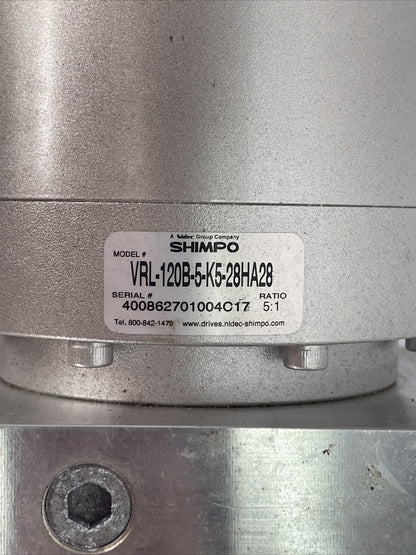 A Nidec Group Company
SHIMPO
MODEL #
VRL-120B-5-K5-28HA28
SERIAL # RATIO
400862701004C17 5:1
Tel. 800-842-1479 www.drives.nidec-shimpo.com